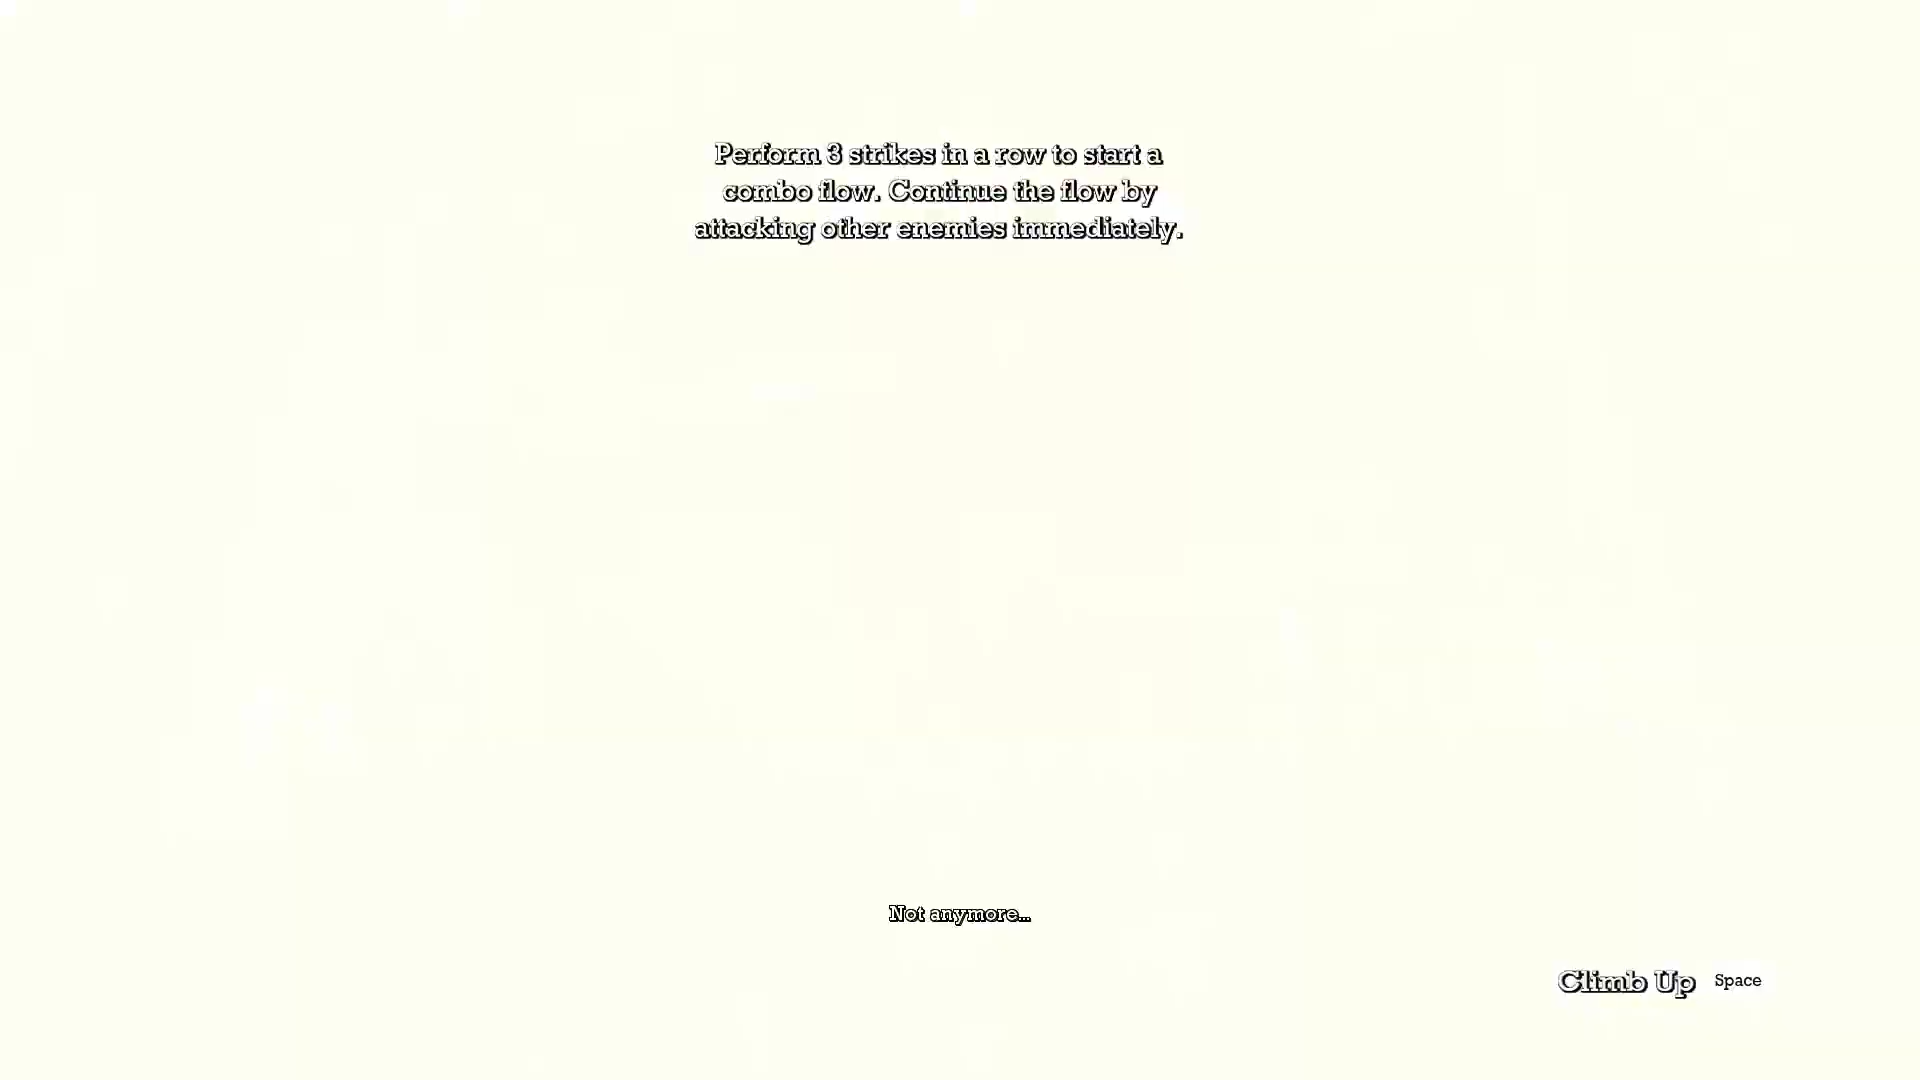 Perform 3 strikes in a row to start a
combo flow. Continue the flow by
attacking other enemies immediately.
Not anymore...
Climb Up Space